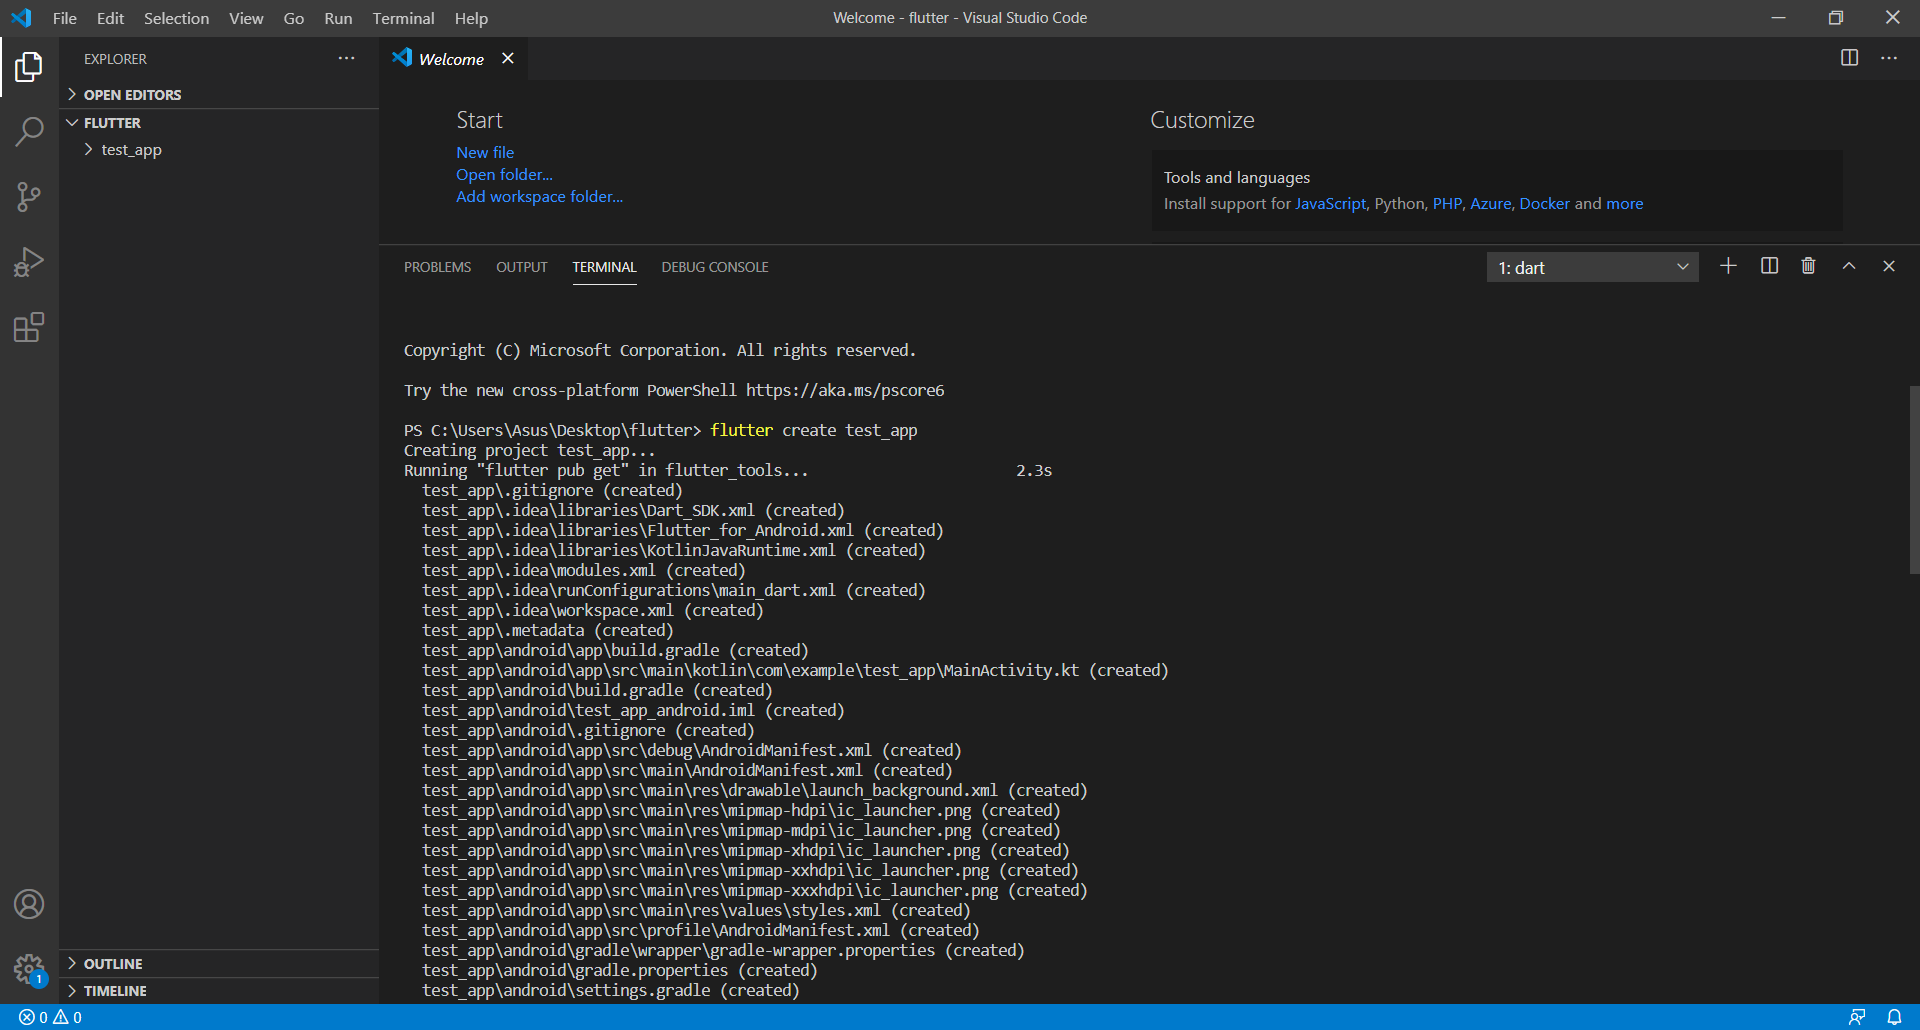 File Edit Selection View Go Run Terminal Help
Welcome - flutter - Visual Studio Code
EXPLORER
OPEN EDITORS
FLUTTER
test_app
OUTLINE
TIMELINE
1
Welcome
Start
New file
Open folder...
Add workspace folder...
Customize
Tools and languages
Install support for JavaScript, Python, PHP, Azure, Docker and more
PROBLEMS OUTPUT TERMINAL DEBUG CONSOLE
1: dart
Copyright (C) Microsoft Corporation. All rights reserved.
Try the new cross-platform PowerShell https://aka.ms/pscore6
PS C:\Users\Asus\Desktop\flutter> flutter create test_app
Creating project test_app...
Running "flutter pub get" in flutter_tools... 2.3s
test_app\.gitignore (created)
test_app\.idea\libraries\Dart_SDK.xml (created)
test_app\.idea\libraries\Flutter_for_Android.xml (created)
test_app\.idea\libraries\KotlinJavaRuntime.xml (created)
test_app\.idea\modules.xml (created)
test_app\.idea\runConfigurations\main_dart.xml (created)
test_app\.idea\workspace.xml (created)
test_app\.metadata (created)
test_app\android\app\build.gradle (created)
test_app\android\app\src\main\kotlin\com\example\test_app\MainActivity.kt (created)
test_app\android\build.gradle (created)
test_app\android\test_app_android.iml (created)
test_app\android\.gitignore (created)
test_app\android\app\src\debug\AndroidManifest.xml (created)
test_app\android\app\src\main\AndroidManifest.xml (created)
test_app\android\app\src\main\res\drawable\launch_background.xml (created)
test_app\android\app\src\main\res\mipmap-hdpi\ic_launcher.png (created)
test_app\android\app\src\main\res\mipmap-mdpi\ic_launcher.png (created)
test_app\android\app\src\main\res\mipmap-xhdpi\ic_launcher.png (created)
test_app\android\app\src\main\res\mipmap-xxhdpi\ic_launcher.png (created)
test_app\android\app\src\main\res\mipmap-xxxhdpi\ic_launcher.png (created)
test_app\android\app\src\main\res\values\styles.xml (created)
test_app\android\app\src\profile\AndroidManifest.xml (created)
test_app\android\gradle\wrapper\gradle-wrapper.properties (created)
test_app\android\gradle.properties (created)
test_app\android\settings.gradle (created)
0 0